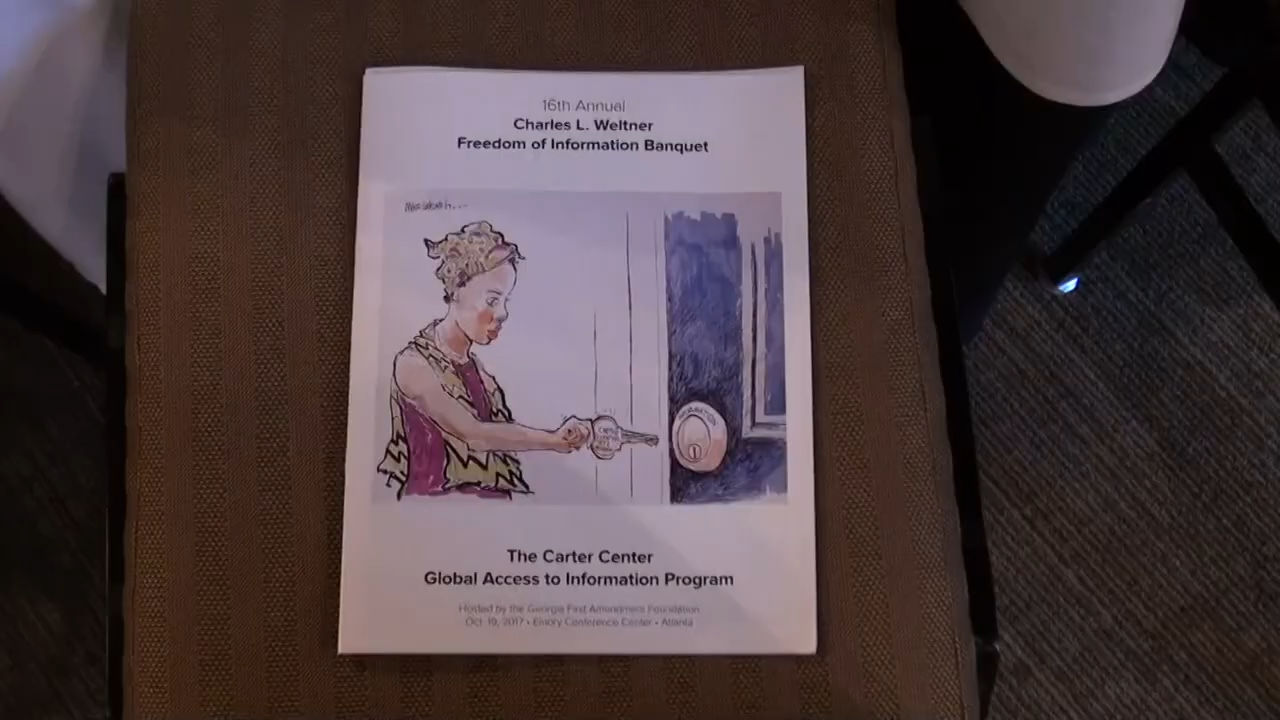 16th Annual
Charles L. Weltner
Freedom of Information Banquet
INFORMATION
The Carter Center
Global Access to Information Program
Hosted by the Georgia First Amendment Foundation
Oct. 19, 2017 • Emory Conference Center • Atlanta